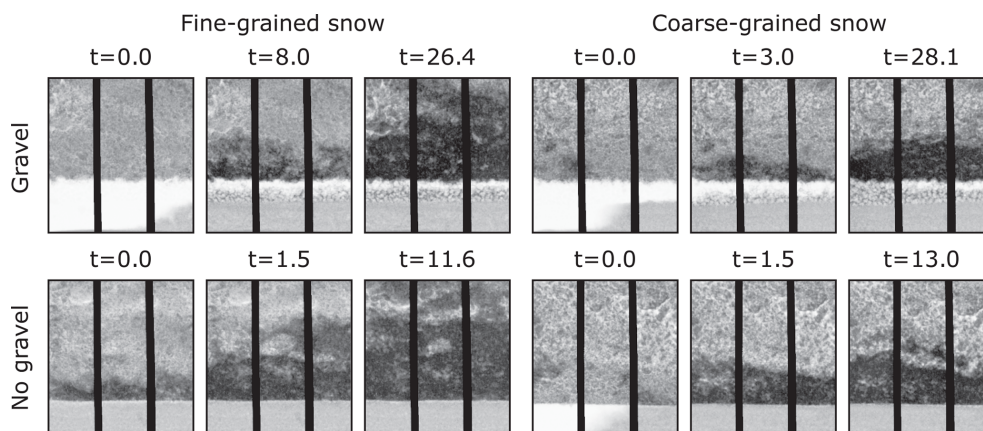 Fine-grained snow Coarse-grained snow
t=0.0 t=8.0 t=26.4 t=0.0 t=3.0 t=28.1
Gravel
t=0.0 t=1.5 t=11.6 t=0.0 t=1.5 t=13.0
No gravel